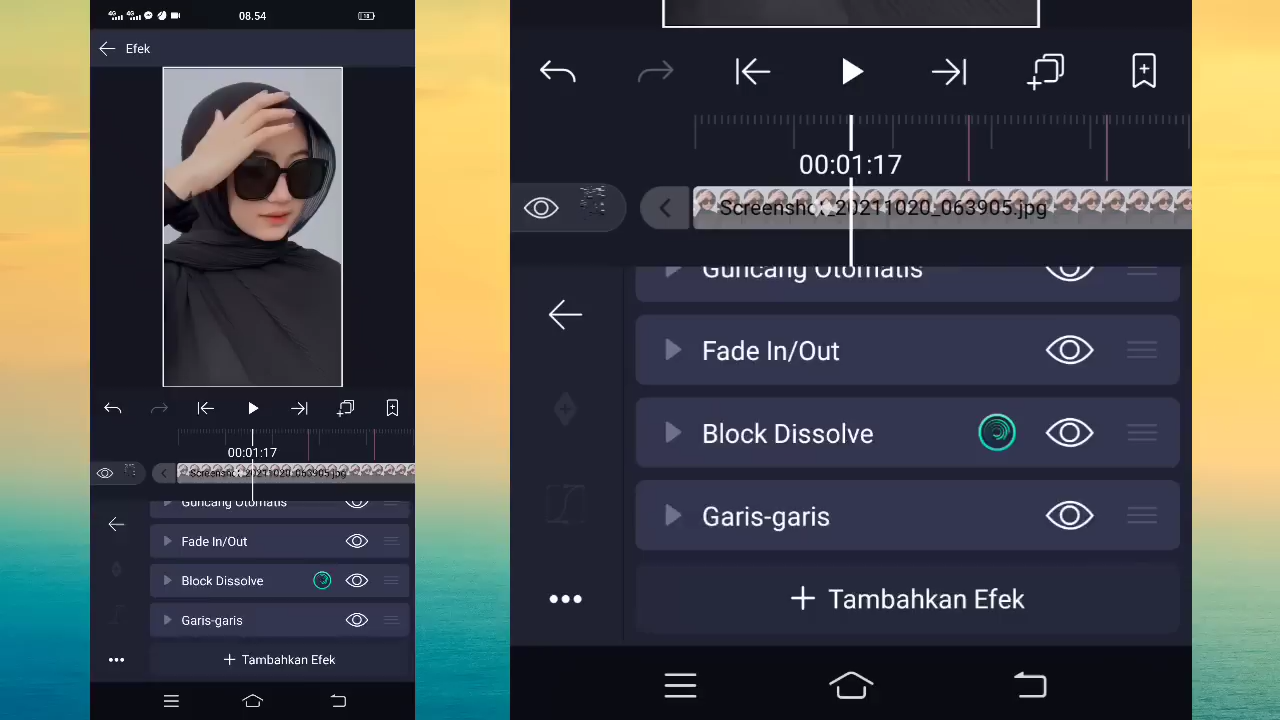 08.54
Efek
00:01:17
Screenshot_20211020_063905.jpg
Guncang Otomatis
Fade In/Out
Block Dissolve
Garis-garis
+ Tambahkan Efek
00:01:17
Screenshot_20211020_063905.jpg
Guncang Otomatis
Fade In/Out
Block Dissolve
Garis-garis
+ Tambahkan Efek